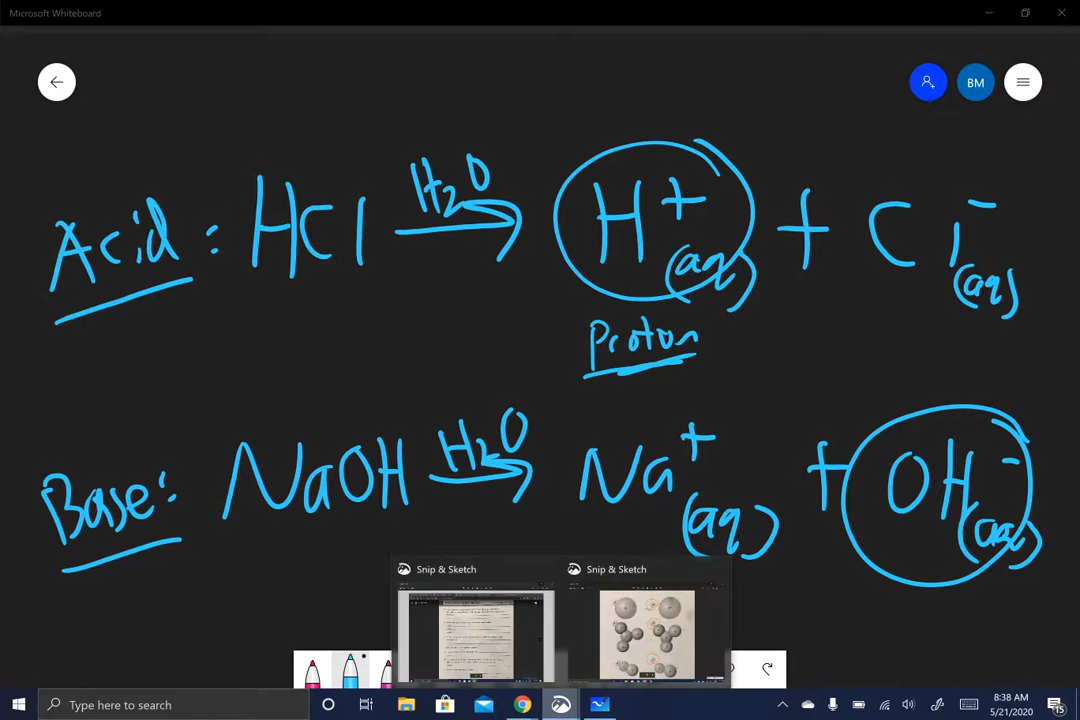 Microsoft Whiteboard
BM
Acid: HCl H2O H+(aq) + Cl-(aq)
Proton
Base: NaOH H2O Na+(aq) + OH-(aq)
Snip & Sketch
Snip & Sketch
Type here to search
8:38 AM
5/21/2020
15